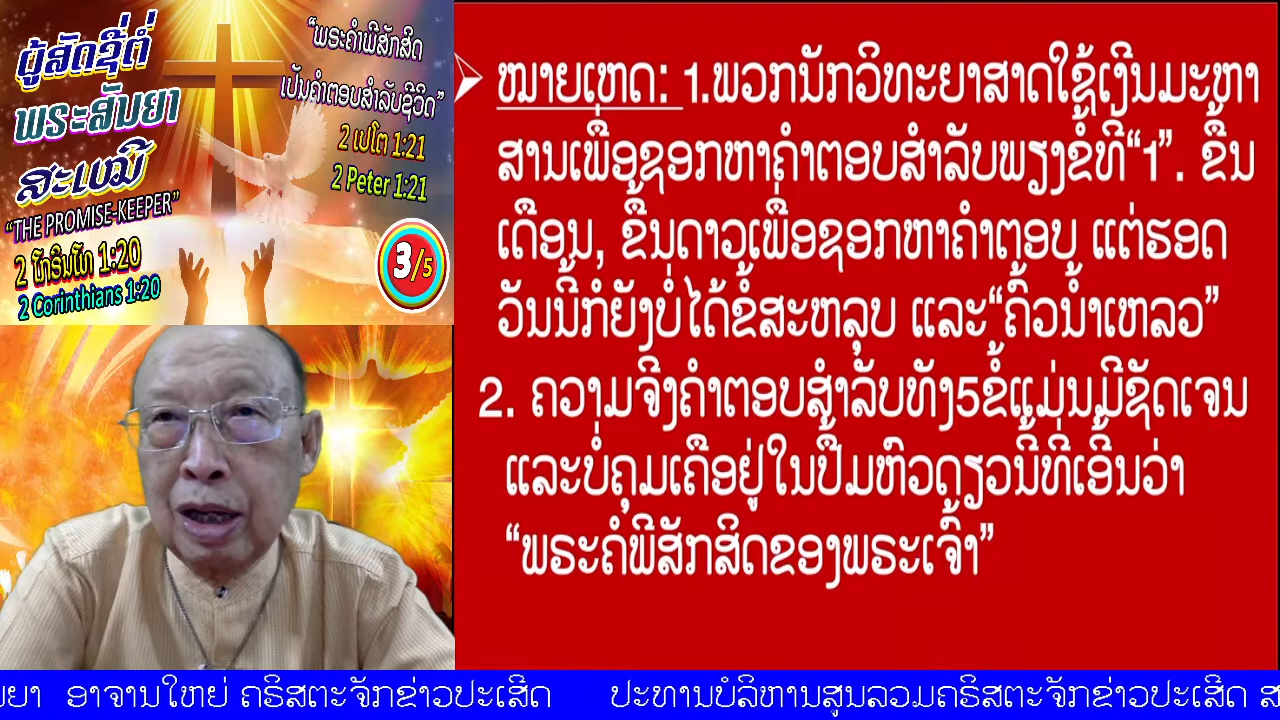 ຜູ້ສັດຊື່ຕໍ່
ພຣະສັນຍາ
ສະເໝີ
“THE PROMISE-KEEPER”
2 ໂກຣິນໂທ 1:20
2 Corinthians 1:20
“ພຣະຄຳພີສັກສິດ
ເປັນຄຳຕອບສຳລັບຊີວິດ”
2 ເປໂຕ 1:21
2 Peter 1:21
3/5
ໝາຍເຫດ: 1.ພວກນັກວິທະຍາສາດໃຊ້ເງິນມະຫາ
ສານເພື່ອຊອກຫາຄຳຕອບສຳລັບພຽງຂໍ້ທີ“1”. ຂຶ້ນ
ເດືອນ, ຂຶ້ນດາວເພື່ອຊອກຫາຄຳຕອບ ແຕ່ຮອດ
ວັນນີ້ກໍຍັງບໍ່ໄດ້ຂໍ້ສະຫລຸບ ແລະ“ຄົ້ວນ້ຳເຫລວ”
2. ຄວາມຈີງຄຳຕອບສຳລັບທັງ5ຂໍ້ແມ່ນມີຊັດເຈນ
ແລະບໍ່ຄຸມເຄືອຢູ່ໃນປຶ້ມຫົວດຽວນີ້ທີ່ເອີ້ນວ່າ
“ພຣະຄໍາພີສັກສິດຂອງພຣະເຈົ້າ”
ອາຈານໃຫຍ່ ຄຣິສຕະຈັກຂ່າວປະເສີດ ປະທານບໍລິຫານສູນລວມຄຣິສຕະຈັກຂ່າວປະເສີດ